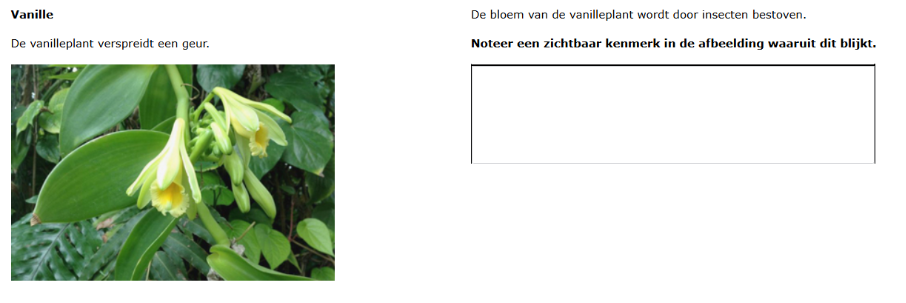 Vanille
De vanilleplant verspreidt een geur.
De bloem van de vanilleplant wordt door insecten bestoven.
Noteer een zichtbaar kenmerk in de afbeelding waaruit dit blijkt.